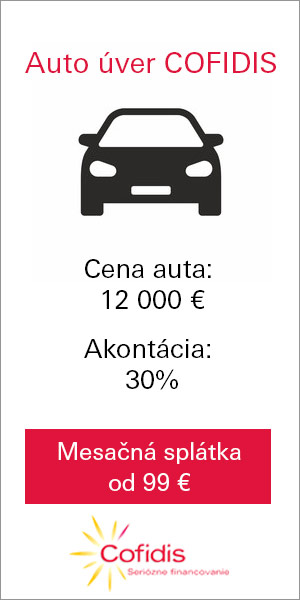 Auto úver COFIDIS
Cena auta:
12 000 €
Akontácia:
30%
Mesačná splátka
od 99 €
Cofidis
Seriózne financovanie